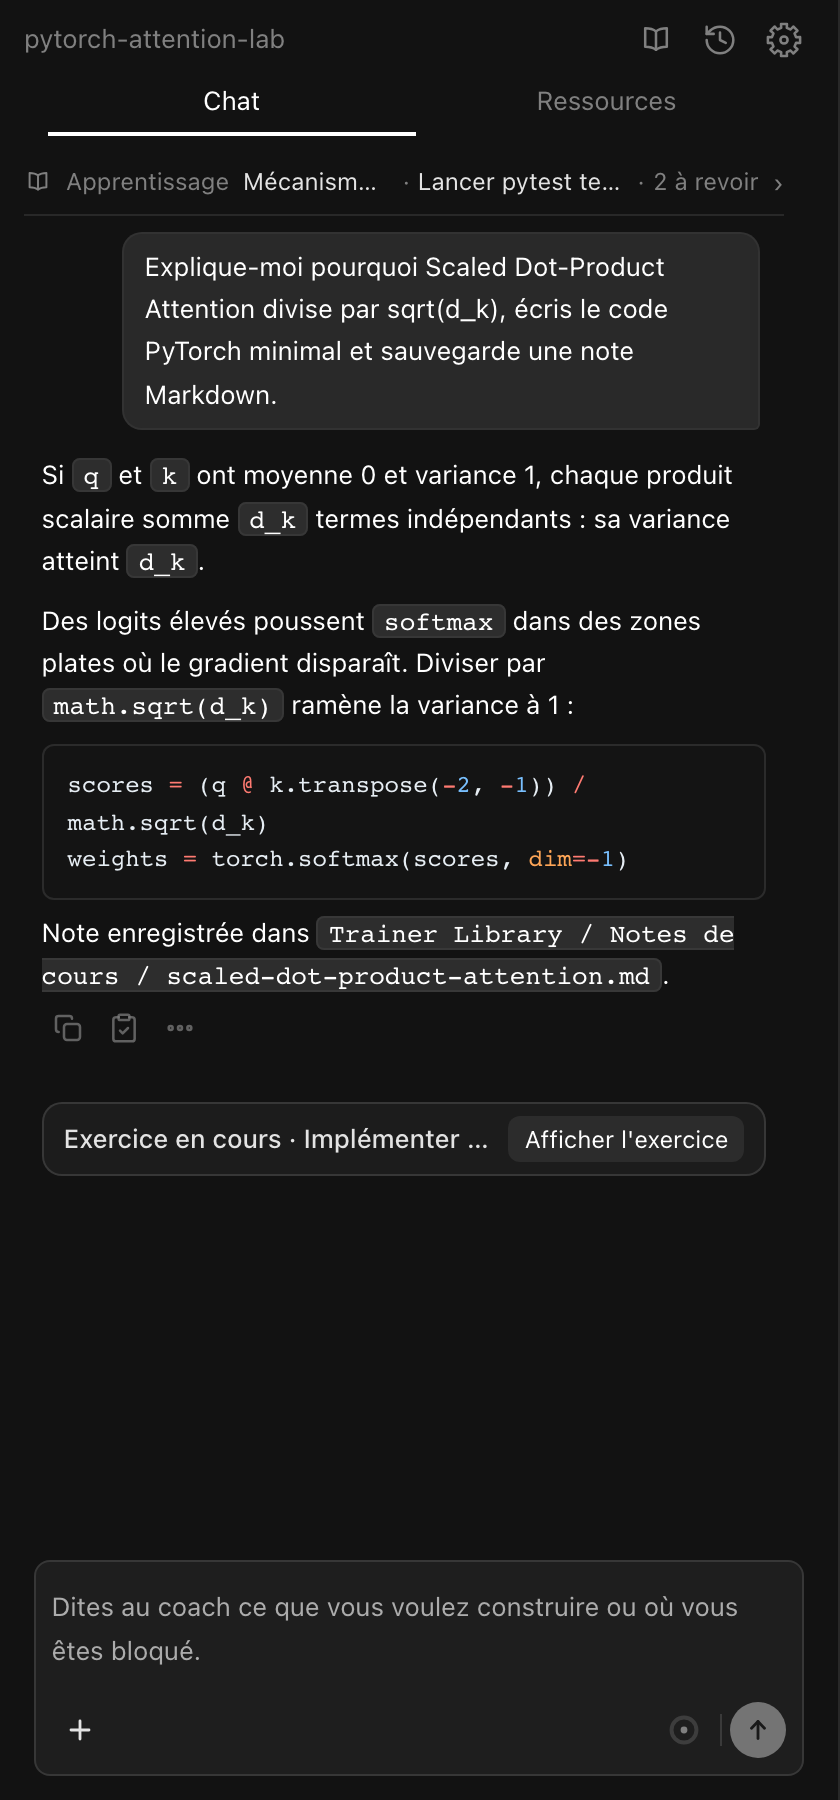 pytorch-attention-lab
Chat
Ressources
Apprentissage Mécanism... · Lancer pytest te... · 2 à revoir ›
Explique-moi pourquoi Scaled Dot-Product
Attention divise par sqrt(d_k), écris le code
PyTorch minimal et sauvegarde une note
Markdown.
Si q et k ont moyenne 0 et variance 1, chaque produit
scalaire somme d_k termes indépendants : sa variance
atteint d_k.
Des logits élevés poussent softmax dans des zones
plates où le gradient disparaît. Diviser par
math.sqrt(d_k) ramène la variance à 1 :
scores = (q @ k.transpose(-2, -1)) /
math.sqrt(d_k)
weights = torch.softmax(scores, dim=-1)
Note enregistrée dans Trainer Library / Notes de
cours / scaled-dot-product-attention.md.
Exercice en cours · Implémenter ...
Afficher l'exercice
Dites au coach ce que vous voulez construire ou où vous
êtes bloqué.